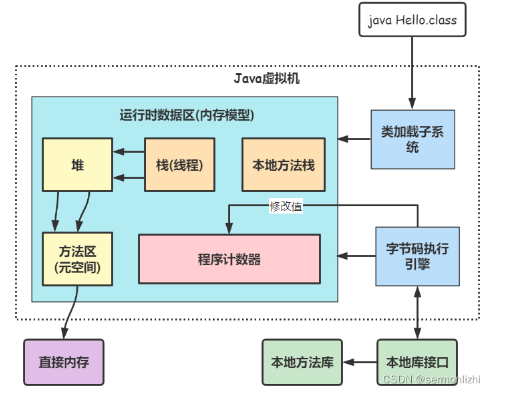 java Hello.class
Java虚拟机
运行时数据区(内存模型)
堆
栈(线程)
本地方法栈
类加载子系
统
修改值
方法区
(元空间)
程序计数器
字节码执行
引擎
直接内存
本地方法库
本地库接口
CSDN @sermonlizhi